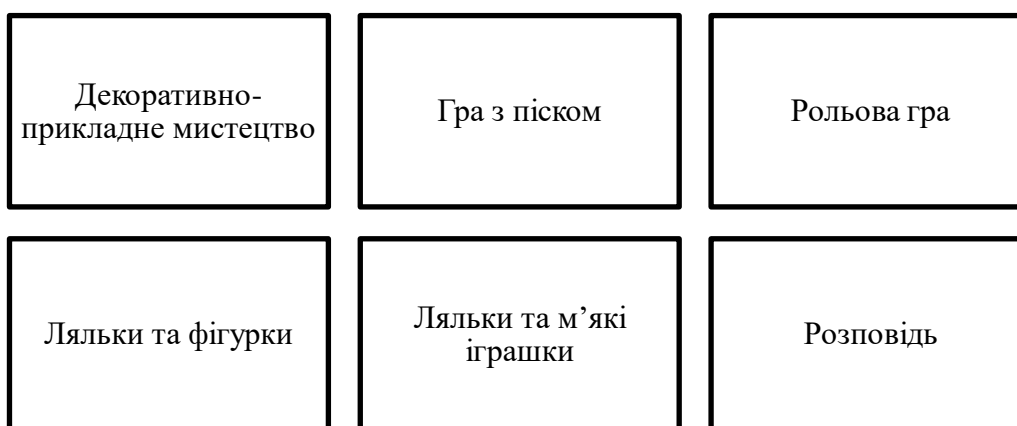 Декоративно-
прикладне мистецтво
Гра з піском
Рольова гра
Ляльки та фігурки
Ляльки та м’які
іграшки
Розповідь